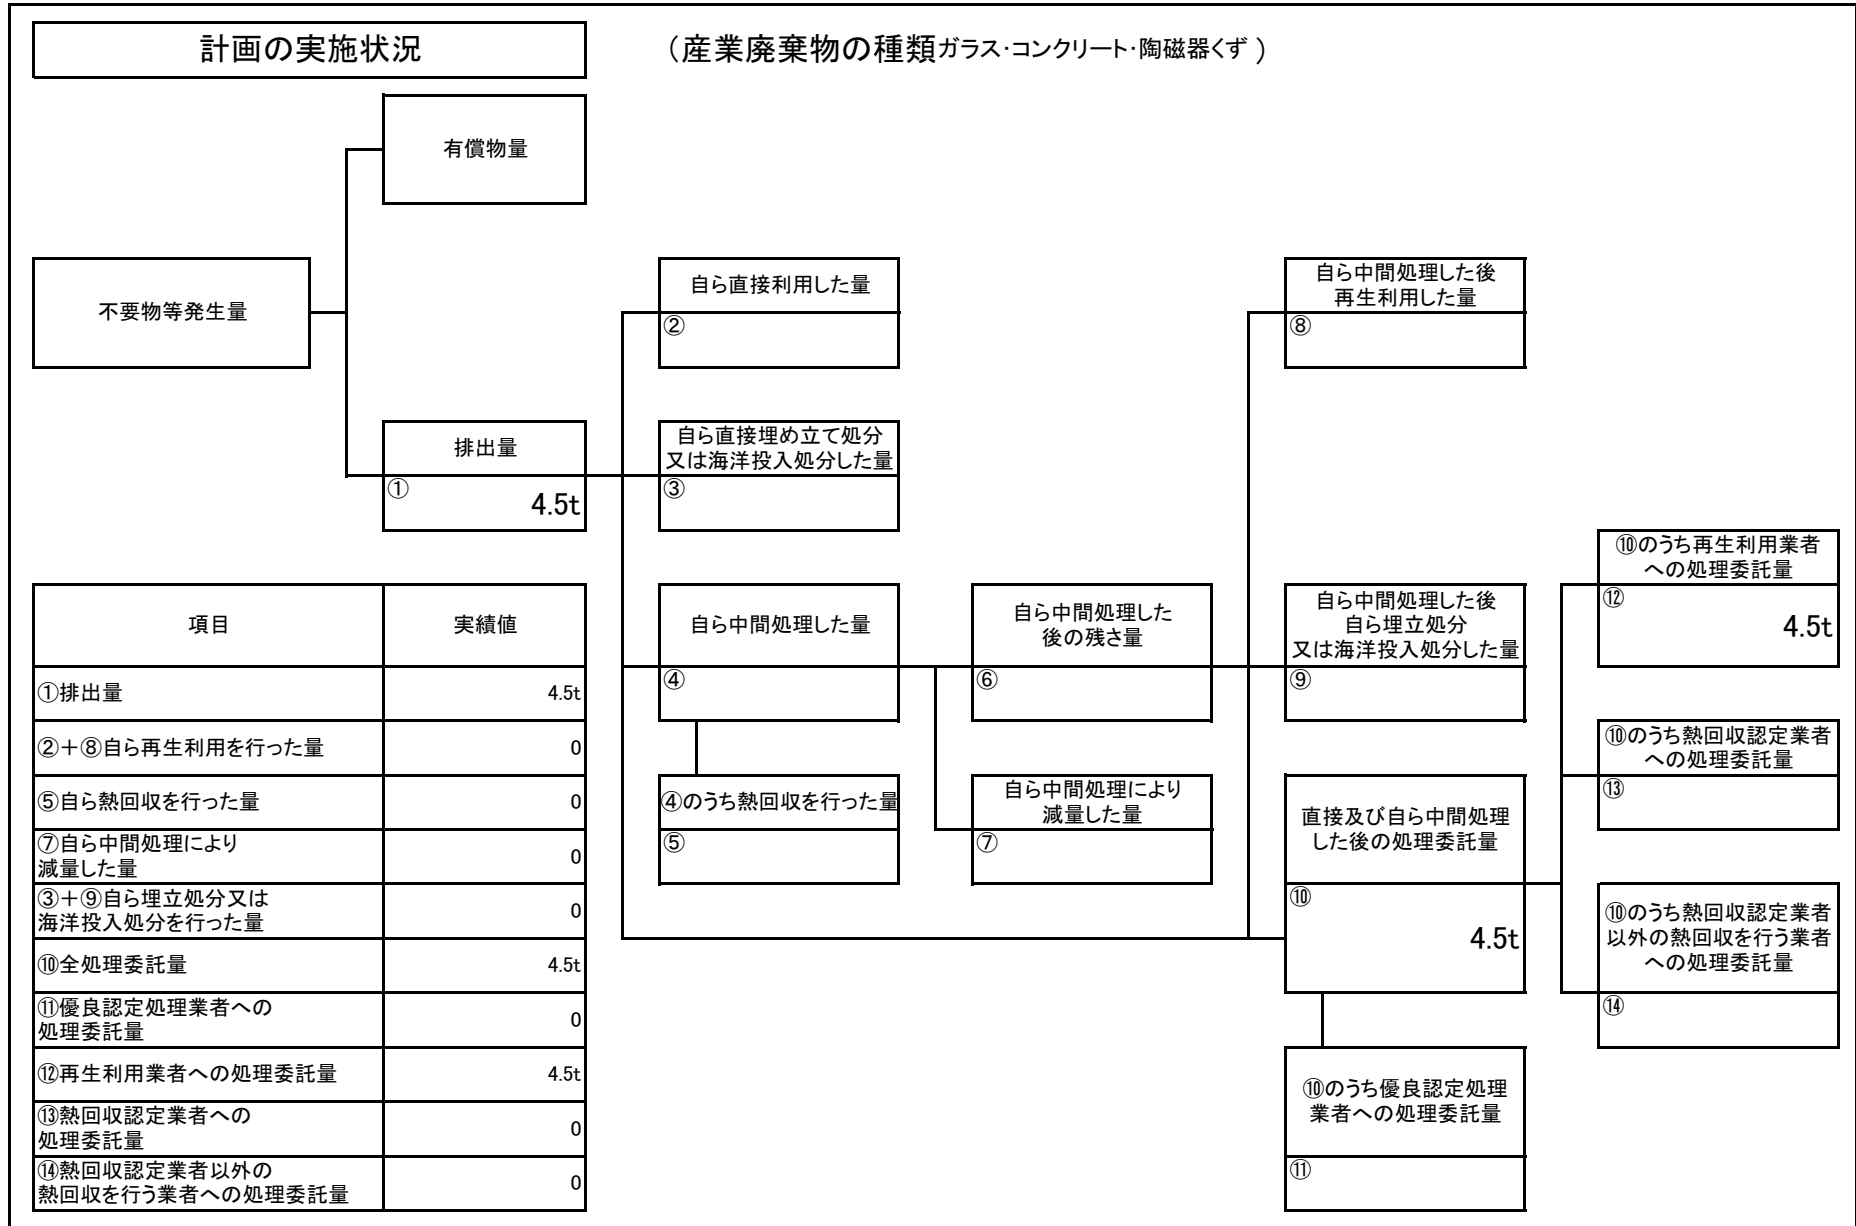 計画の実施状況
（産業廃棄物の種類ガラス・コンクリート・陶磁器くず）
有償物量
不要物等発生量
排出量
①
4.5t
自ら直接利用した量
②
自ら直接埋め立て処分
又は海洋投入処分した量
③
自ら中間処理した量
④
④のうち熱回収を行った量
⑤
自ら中間処理した
後の残さ量
⑥
自ら中間処理により
減量した量
⑦
自ら中間処理した後
再生利用した量
⑧
自ら中間処理した後
自ら埋立処分
又は海洋投入処分した量
⑨
直接及び自ら中間処理
した後の処理委託量
⑩
4.5t
⑩のうち優良認定処理
業者への処理委託量
⑪
⑩のうち再生利用業者
への処理委託量
⑫
4.5t
⑩のうち熱回収認定業者
への処理委託量
⑬
⑩のうち熱回収認定業者
以外の熱回収を行う業者
への処理委託量
⑭
項目 実績値
①排出量 4.5t
②＋⑧自ら再生利用を行った量 0
⑤自ら熱回収を行った量 0
⑦自ら中間処理により
減量した量 0
③＋⑨自ら埋立処分又は
海洋投入処分を行った量 0
⑩全処理委託量 4.5t
⑪優良認定処理業者への
処理委託量 0
⑫再生利用業者への処理委託量 4.5t
⑬熱回収認定業者への
処理委託量 0
⑭熱回収認定業者以外の
熱回収を行う業者への処理委託量 0